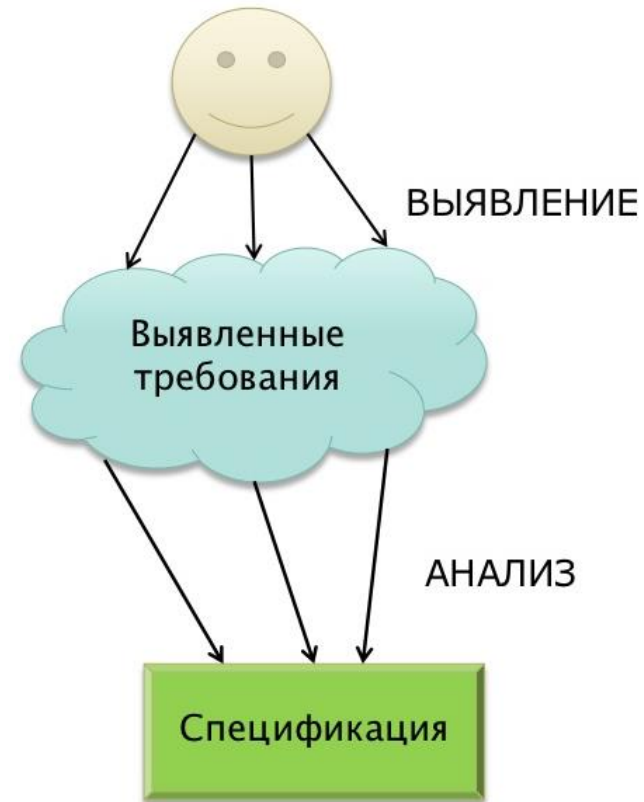 ВЫЯВЛЕНИЕ
Выявленные
требования
АНАЛИЗ
Спецификация